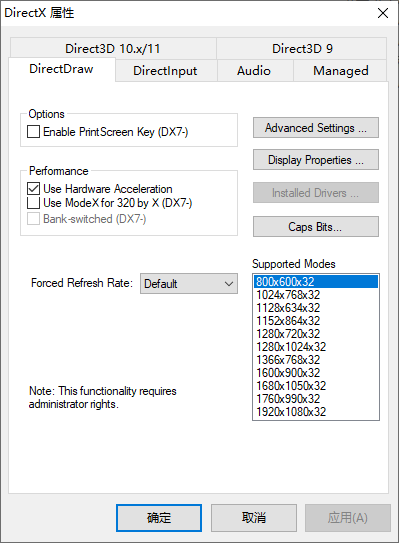 DirectX 属性
Direct3D 10.x/11
Direct3D 9
DirectDraw
DirectInput
Audio
Managed
Options
Enable PrintScreen Key (DX7-)
Performance
Use Hardware Acceleration
Use ModeX for 320 by X (DX7-)
Bank-switched (DX7-)
Advanced Settings ...
Display Properties ...
Installed Drivers ...
Caps Bits...
Forced Refresh Rate:
Default
Supported Modes
800x600x32
1024x768x32
1128x634x32
1152x864x32
1280x720x32
1280x1024x32
1366x768x32
1600x900x32
1680x1050x32
1760x990x32
1920x1080x32
Note: This functionality requires
administrator rights.
确定
取消
应用(A)